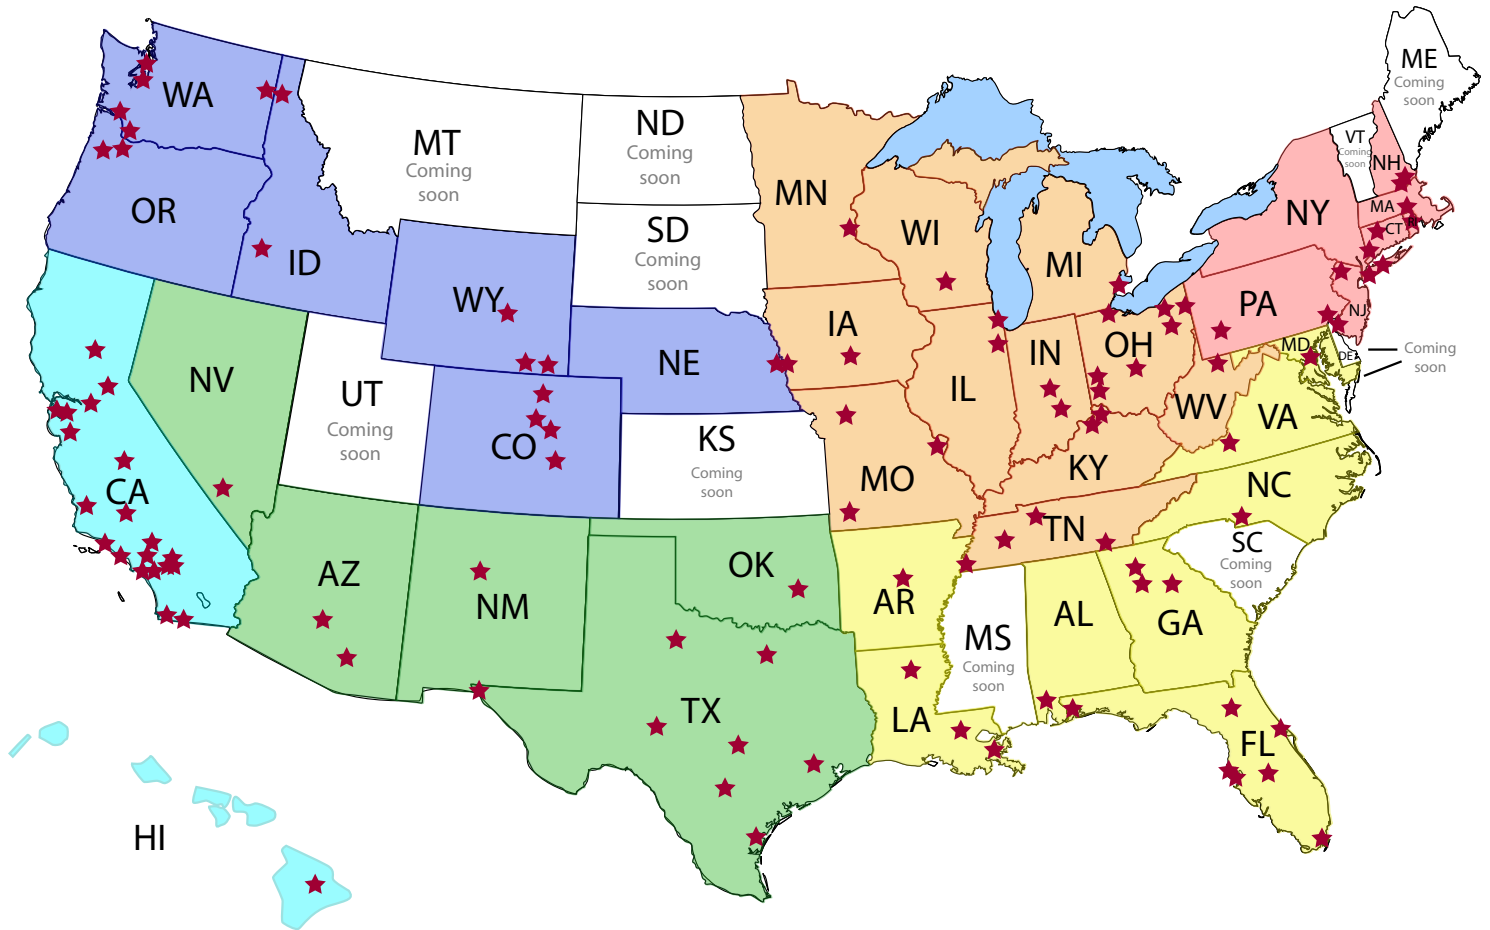 ME
Coming
soon
WA
MT
Coming
soon
ND
Coming
soon
VT
Coming
soon
NH
MN
MA
NY
OR
WI
SD
Coming
soon
CT
RI
ID
MI
WY
PA
NJ
IA
OH
MD
DE
Coming
soon
NE
IN
NV
UT
Coming
soon
IL
WV
VA
CO
KS
Coming
soon
KY
CA
MO
NC
TN
SC
Coming
soon
AZ
OK
NM
AR
AL
GA
MS
Coming
soon
TX
LA
FL
HI